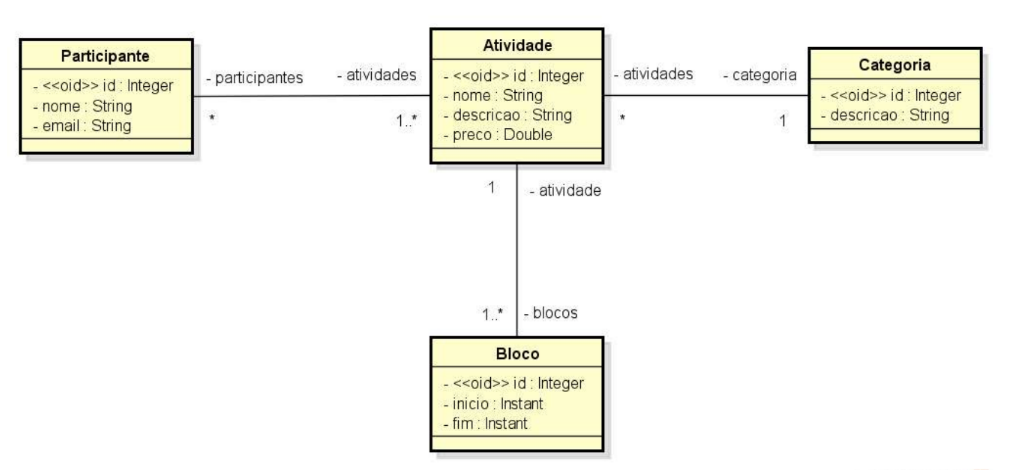 Participante
- <<oid>> id : Integer
- nome : String
- email : String
- participantes
*
- atividades
1..*
Atividade
- <<oid>> id : Integer
- nome : String
- descricao : String
- preco : Double
- atividades
*
- categoria
1
Categoria
- <<oid>> id : Integer
- descricao : String
1
- atividade
1..*
- blocos
Bloco
- <<oid>> id : Integer
- inicio : Instant
- fim : Instant